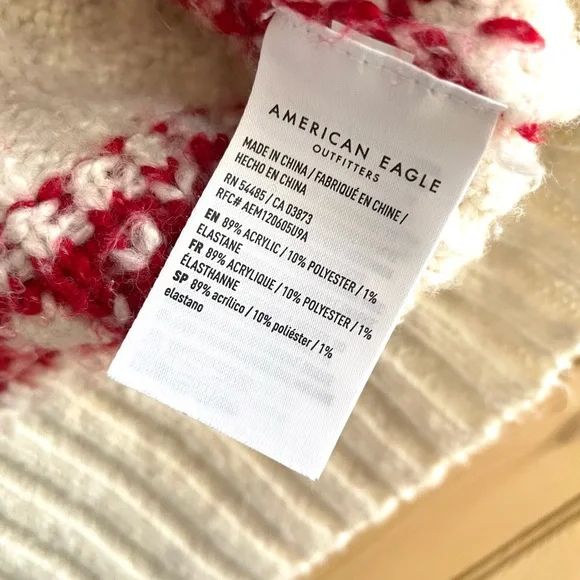 AMERICAN EAGLE
OUTFITTERS
MADE IN CHINA / FABRIQUÉ EN CHINE /
HECHO EN CHINA
RN 54485 / CA 03873
RFC# AEM120605U9A
EN 89% ACRYLIC / 10% POLYESTER / 1%
ELASTANE
FR 89% ACRYLIQUE / 10% POLYESTER / 1%
ÉLASTHANNE
SP 89% acrílico / 10% poliéster / 1%
elastano